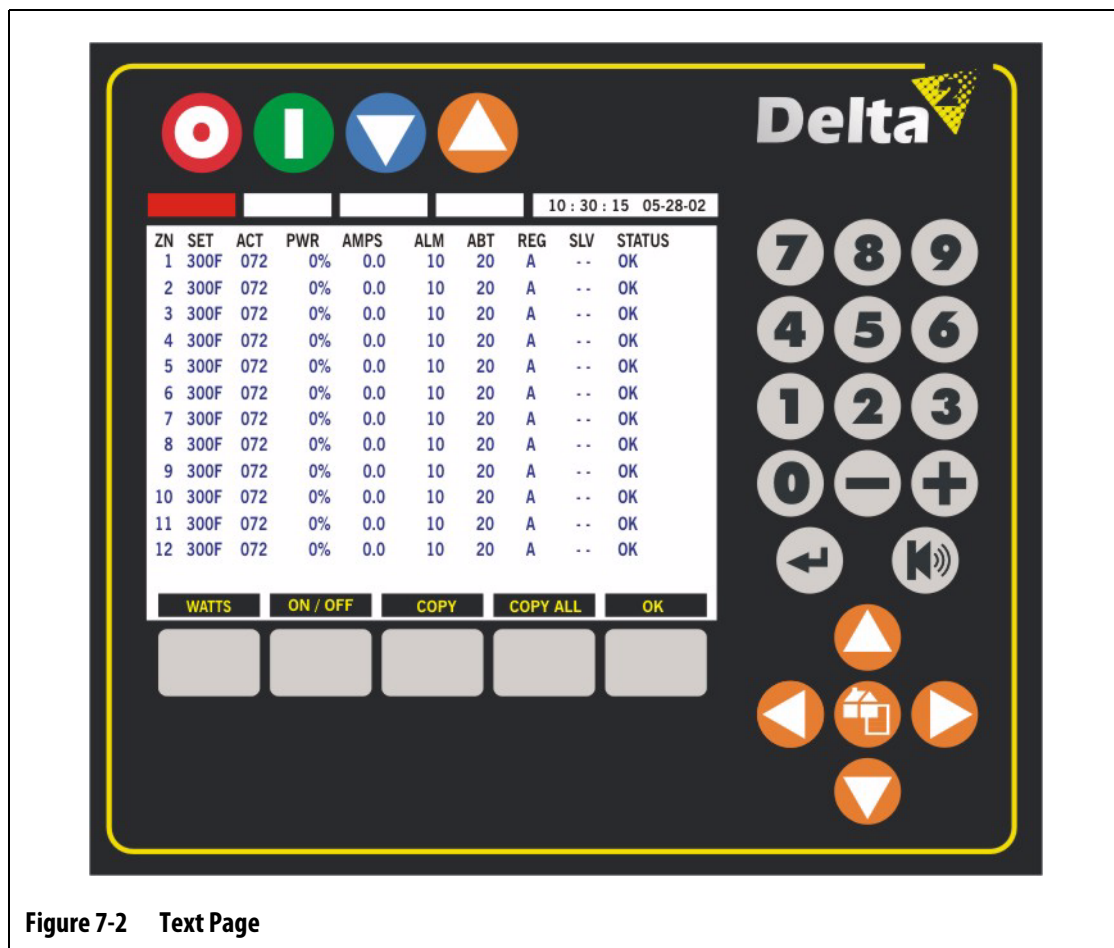 Delta 2
10 : 30 : 15 05-28-02
ZN SET ACT PWR AMPS ALM ABT REG SLV STATUS
1 300F 072 0% 0.0 10 20 A - - OK
2 300F 072 0% 0.0 10 20 A - - OK
3 300F 072 0% 0.0 10 20 A - - OK
4 300F 072 0% 0.0 10 20 A - - OK
5 300F 072 0% 0.0 10 20 A - - OK
6 300F 072 0% 0.0 10 20 A - - OK
7 300F 072 0% 0.0 10 20 A - - OK
8 300F 072 0% 0.0 10 20 A - - OK
9 300F 072 0% 0.0 10 20 A - - OK
10 300F 072 0% 0.0 10 20 A - - OK
11 300F 072 0% 0.0 10 20 A - - OK
12 300F 072 0% 0.0 10 20 A - - OK
WATTS ON / OFF COPY COPY ALL OK
7 8 9
4 5 6
1 2 3
0 - +
Figure 7-2 Text Page